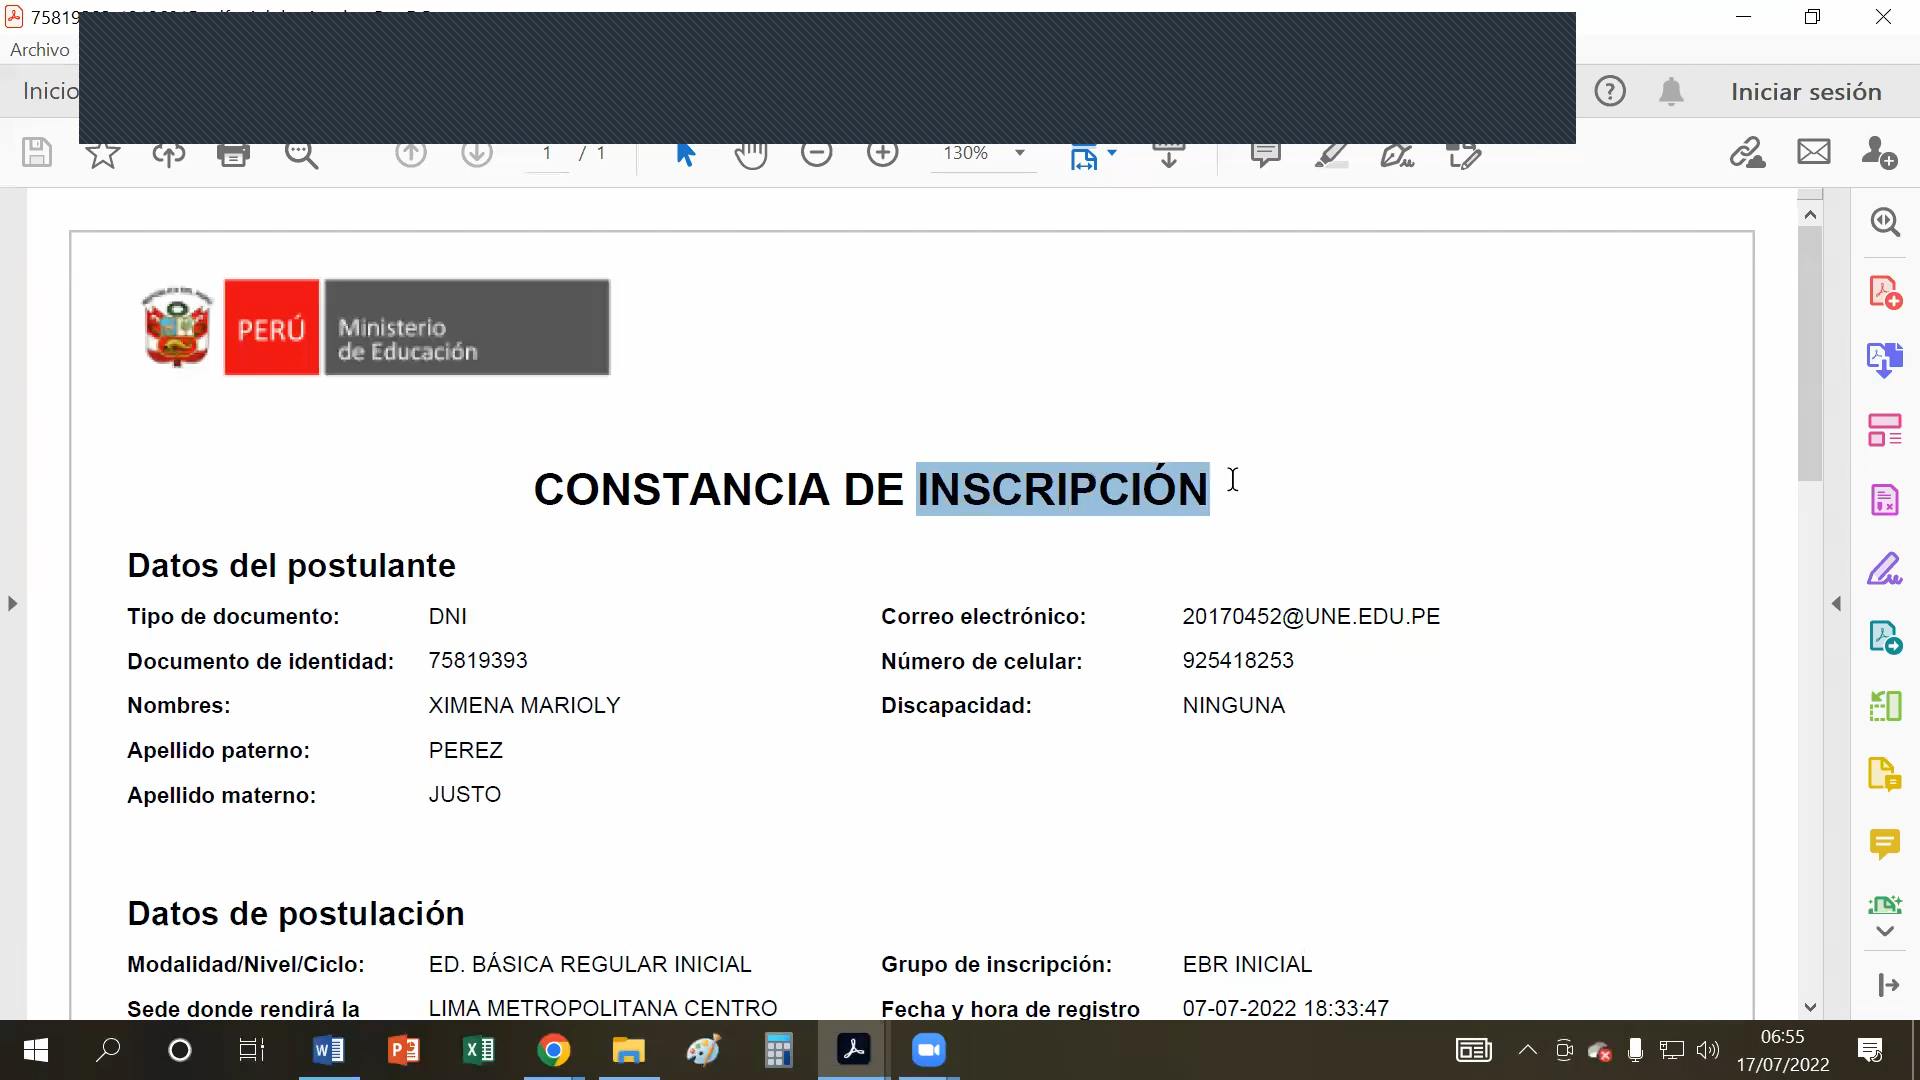 Archivo
Inicio
Iniciar sesión
1 / 1
130%
PERÚ
Ministerio
de Educación
CONSTANCIA DE INSCRIPCIÓN
Datos del postulante
Tipo de documento: DNI Correo electrónico: 20170452@UNE.EDU.PE
Documento de identidad: 75819393 Número de celular: 925418253
Nombres: XIMENA MARIOLY Discapacidad: NINGUNA
Apellido paterno: PEREZ
Apellido materno: JUSTO
Datos de postulación
Modalidad/Nivel/Ciclo: ED. BÁSICA REGULAR INICIAL Grupo de inscripción: EBR INICIAL
Sede donde rendirá la LIMA METROPOLITANA CENTRO Fecha y hora de registro 07-07-2022 18:33:47
06:55
17/07/2022